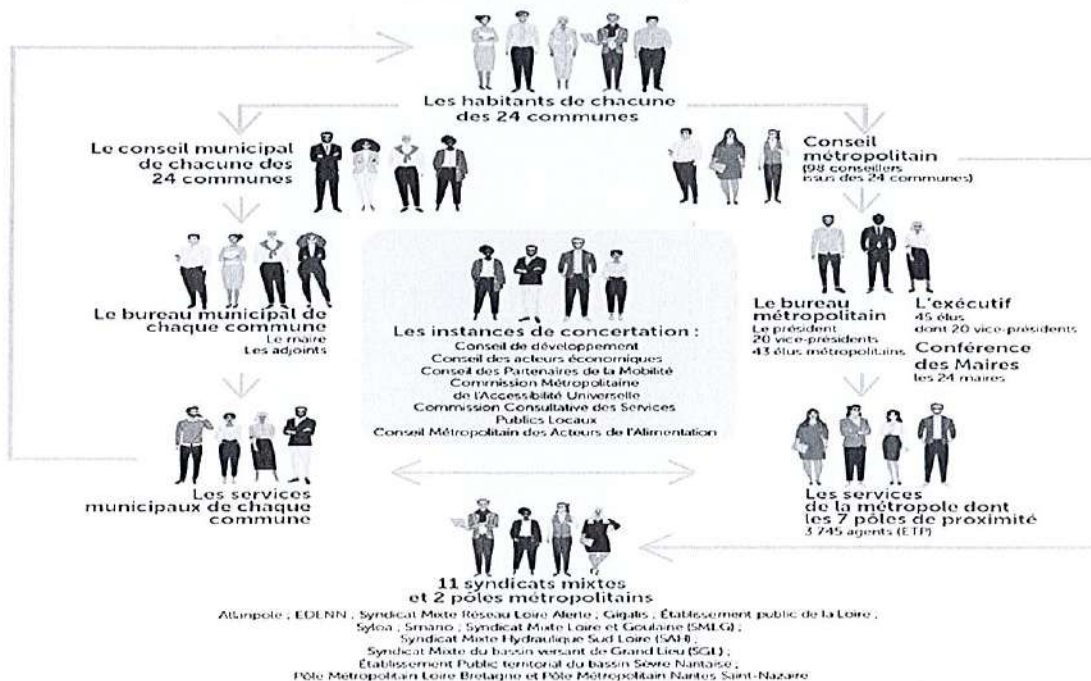 Les habitants de chacune
des 24 communes
Le conseil municipal
de chacune des
24 communes
Conseil
métropolitain
(98 conseillers
issus des 24 communes)
Le bureau municipal de
chaque commune
Le maire
Les adjoints
Les instances de concertation :
Conseil de développement
Conseil des acteurs économiques
Conseil des Partenaires de la Mobilité
Commission Métropolitaine
de l'Accessibilité Universelle
Commission Consultative des Services
Publics Locaux
Conseil Métropolitain des Acteurs de l'Alimentation
Le bureau
métropolitain
Le président
20 vice-présidents
43 élus métropolitains
L'exécutif
45 élus
dont 20 vice-présidents
Conférence
des Maires
les 24 maires
Les services
municipaux de chaque
commune
Les services
de la métropole dont
les 7 pôles de proximité
3 745 agents (ETP)
11 syndicats mixtes
et 2 pôles métropolitains
Atlanpole ; EDENN ; Syndicat Mixte Réseau Loire Alerte ; Gigalis ; Établissement public de la Loire ;
Syloa ; Smano ; Syndicat Mixte Loire et Goulaine (SMLG) ;
Syndicat Mixte Hydraulique Sud Loire (SAH) ;
Syndicat Mixte du bassin versant de Grand Lieu (SGL) ;
Établissement Public territorial du bassin Sèvre Nantaise ;
Pôle Métropolitain Loire Bretagne et Pôle Métropolitain Nantes Saint-Nazaire